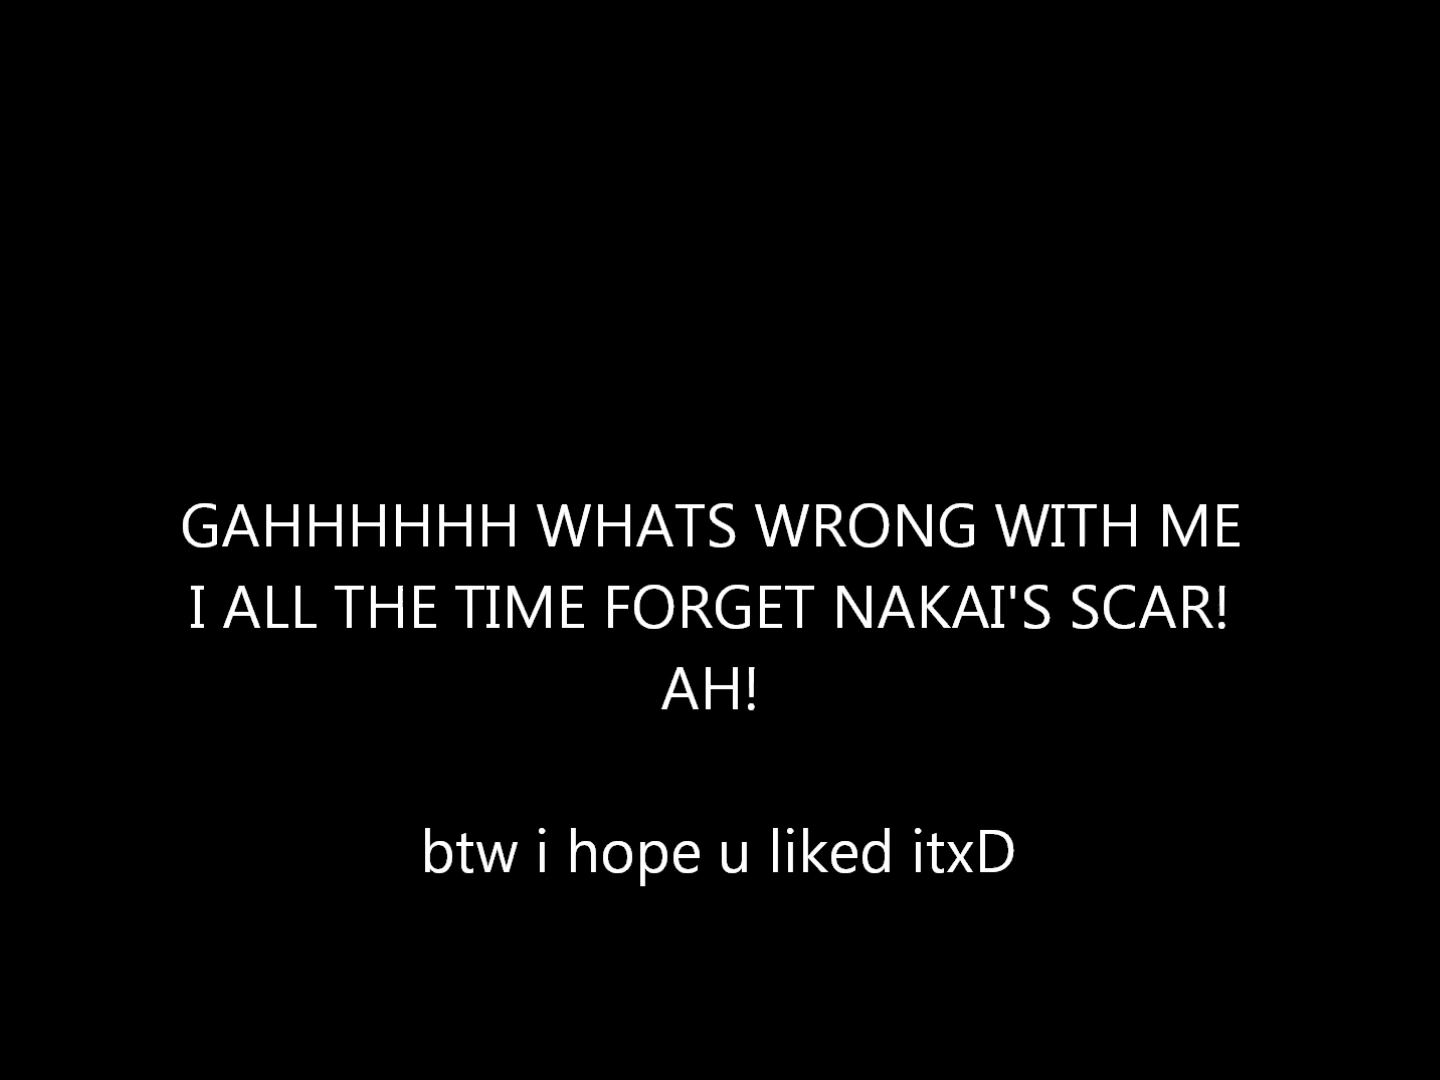 GAHHHHHH WHATS WRONG WITH ME
I ALL THE TIME FORGET NAKAI'S SCAR!
AH!
btw i hope u liked itxD